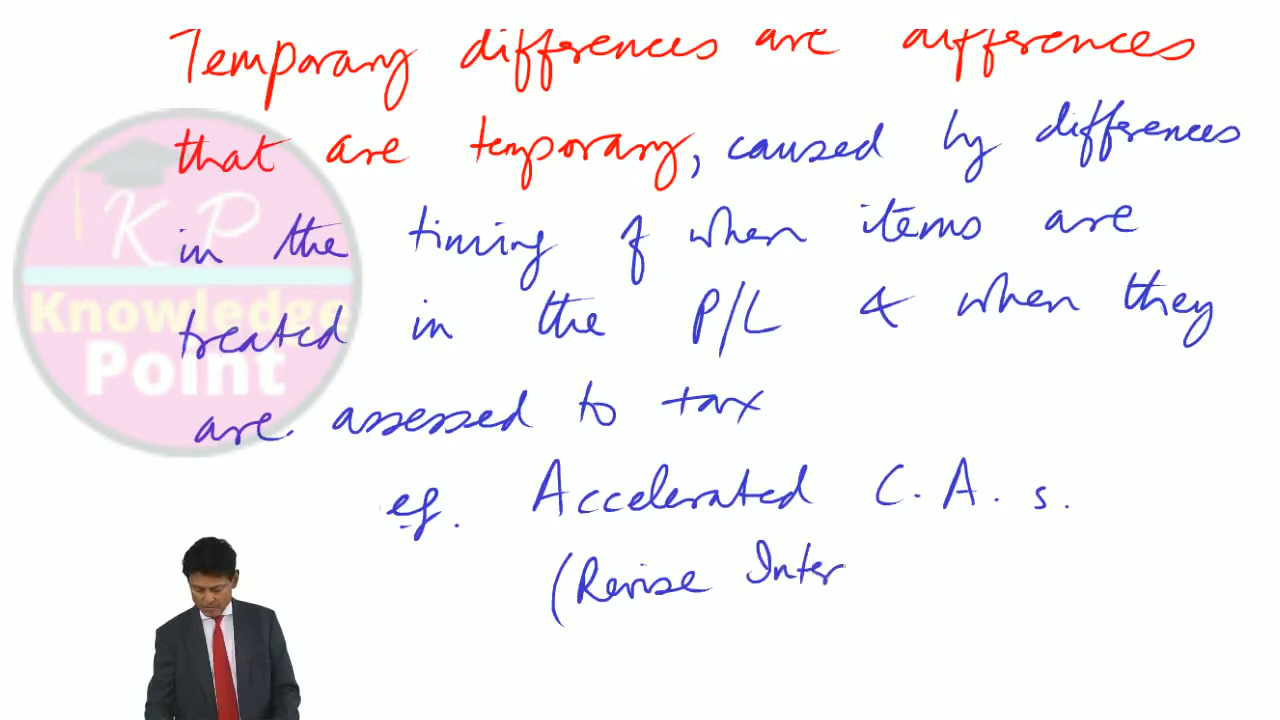 Temporary differences are differences
that are temporary, caused by differences
in the timing of when items are
treated in the P/L & when they
are assessed to tax
eg. Accelerated C.A.s.
(Revise Inter
K P
Knowledge
Point